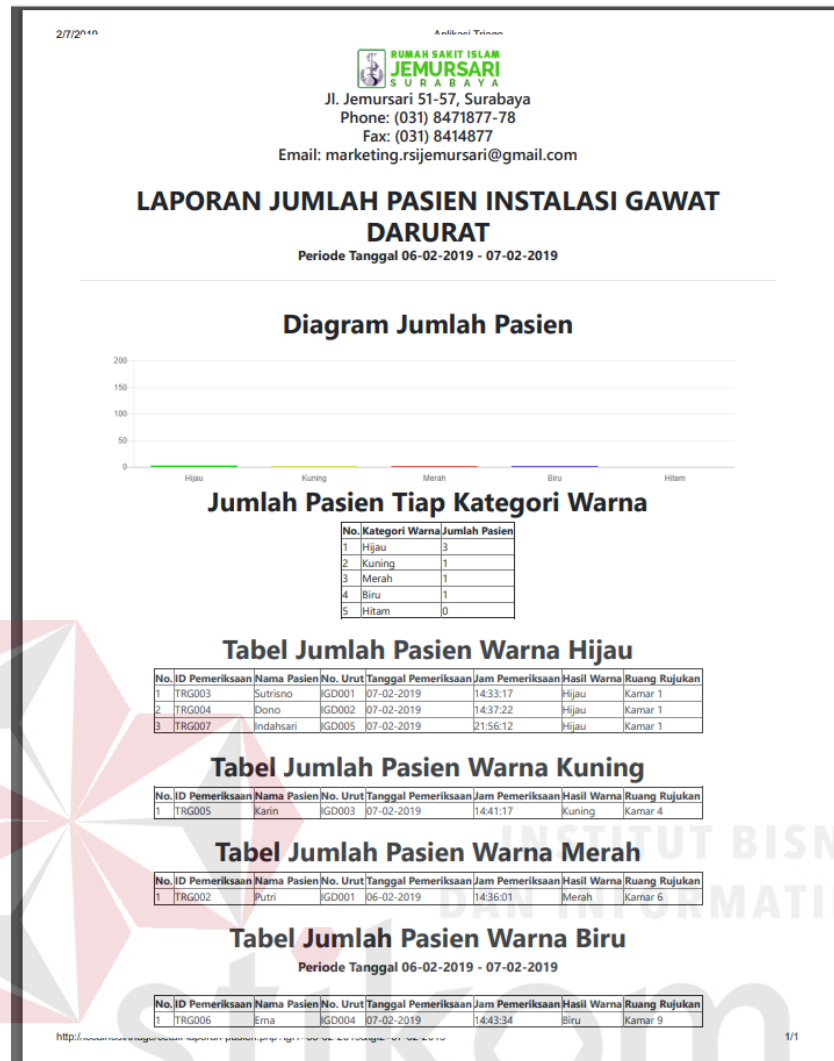 2/7/2019 Aplikasi Triage
RUMAH SAKIT ISLAM
JEMURSARI
SURABAYA
Jl. Jemursari 51-57, Surabaya
Phone: (031) 8471877-78
Fax: (031) 8414877
Email: marketing.rsijemursari@gmail.com
LAPORAN JUMLAH PASIEN INSTALASI GAWAT
DARURAT
Periode Tanggal 06-02-2019 - 07-02-2019
Diagram Jumlah Pasien
200
150
100
50
0
Hijau Kuning Merah Biru Hitam
Jumlah Pasien Tiap Kategori Warna
No. Kategori Warna Jumlah Pasien
1 Hijau 3
2 Kuning 1
3 Merah 1
4 Biru 1
5 Hitam 0
Tabel Jumlah Pasien Warna Hijau
No. ID Pemeriksaan Nama Pasien No. Urut Tanggal Pemeriksaan Jam Pemeriksaan Hasil Warna Ruang Rujukan
1 TRG003 Sutrisno IGD001 07-02-2019 14:33:17 Hijau Kamar 1
2 TRG004 Dono IGD002 07-02-2019 14:37:22 Hijau Kamar 1
3 TRG007 Indahsari IGD005 07-02-2019 21:56:12 Hijau Kamar 1
Tabel Jumlah Pasien Warna Kuning
No. ID Pemeriksaan Nama Pasien No. Urut Tanggal Pemeriksaan Jam Pemeriksaan Hasil Warna Ruang Rujukan
1 TRG005 Karin IGD003 07-02-2019 14:41:17 Kuning Kamar 4
INSTITUT BISN
Tabel Jumlah Pasien Warna Merah
No. ID Pemeriksaan Nama Pasien No. Urut Tanggal Pemeriksaan Jam Pemeriksaan Hasil Warna Ruang Rujukan
1 TRG002 Putri IGD001 06-02-2019 14:36:01 Merah Kamar 6
DAN INFORMATIK
Tabel Jumlah Pasien Warna Biru
Periode Tanggal 06-02-2019 - 07-02-2019
No. ID Pemeriksaan Nama Pasien No. Urut Tanggal Pemeriksaan Jam Pemeriksaan Hasil Warna Ruang Rujukan
1 TRG006 Erna IGD004 07-02-2019 14:43:34 Biru Kamar 9
stikom
1/1